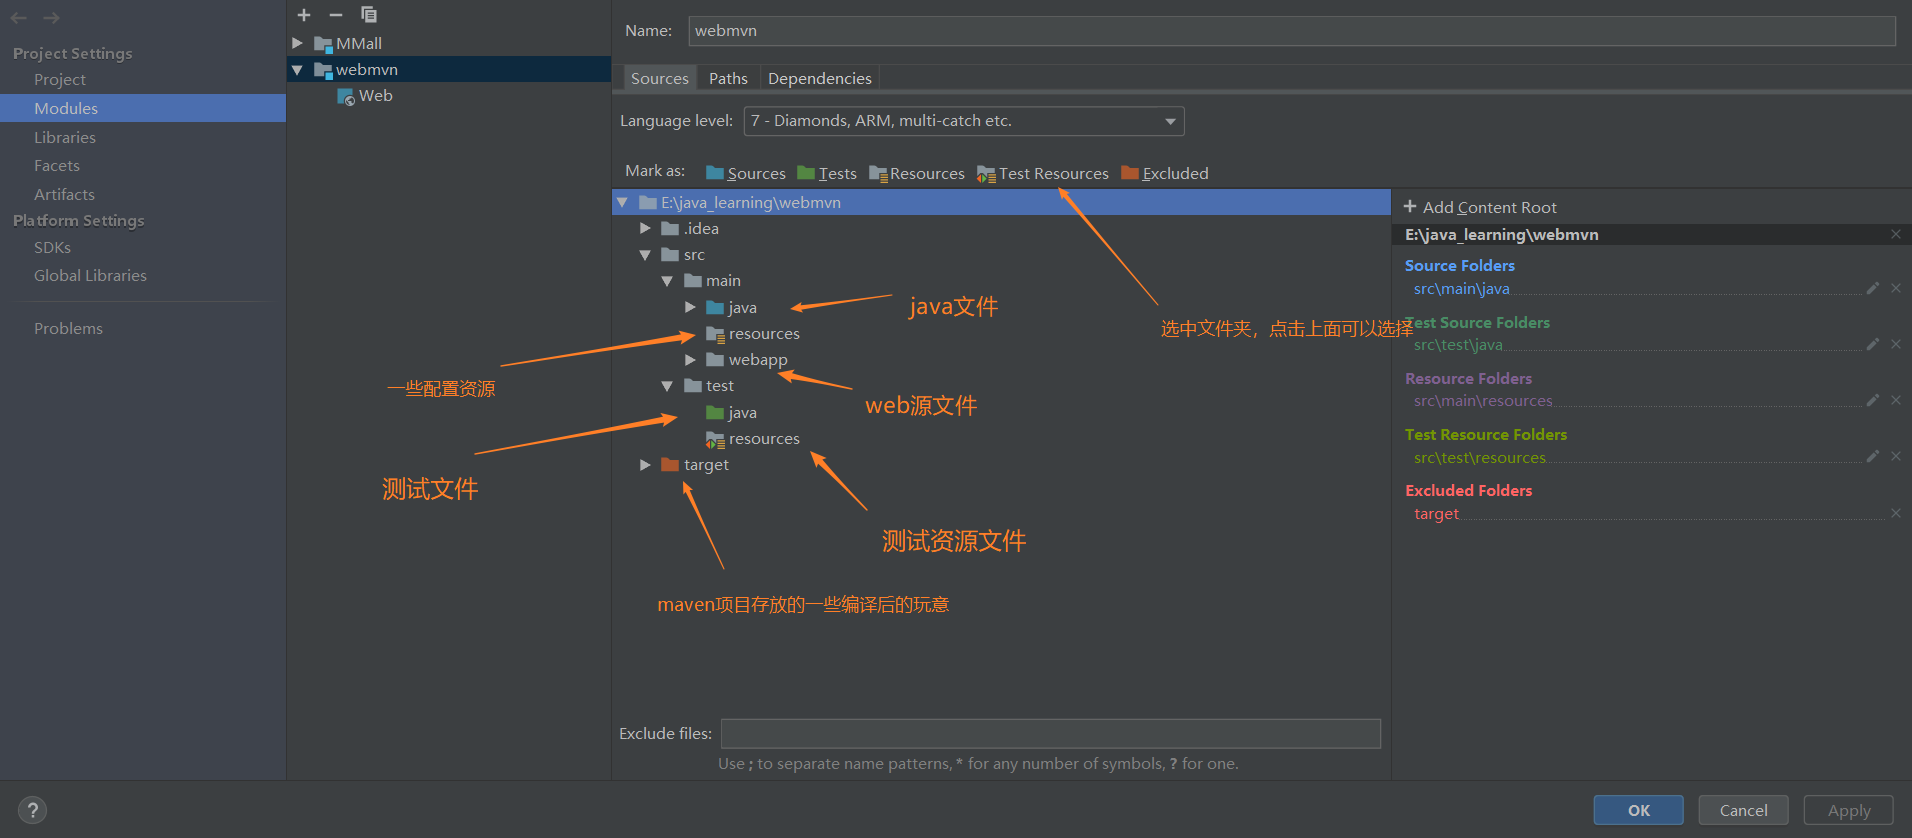 Project Settings
Project
Modules
Libraries
Facets
Artifacts
Platform Settings
SDKs
Global Libraries
Problems
MMall
webmvn
Web
Name: webmvn
Sources Paths Dependencies
Language level: 7 - Diamonds, ARM, multi-catch etc.
Mark as: Sources Tests Resources Test Resources Excluded
E:\java_learning\webmvn
.idea
src
main
java
java文件
resources
选中文件夹，点击上面可以选择
webapp
一些配置资源
test
web源文件
java
resources
target
测试文件
测试资源文件
maven项目存放的一些编译后的玩意
Add Content Root
E:\java_learning\webmvn
Source Folders
src\main\java
Test Source Folders
src\test\java
Resource Folders
src\main\resources
Test Resource Folders
src\test\resources
Excluded Folders
target
Exclude files:
Use ; to separate name patterns, * for any number of symbols, ? for one.
?
OK Cancel Apply